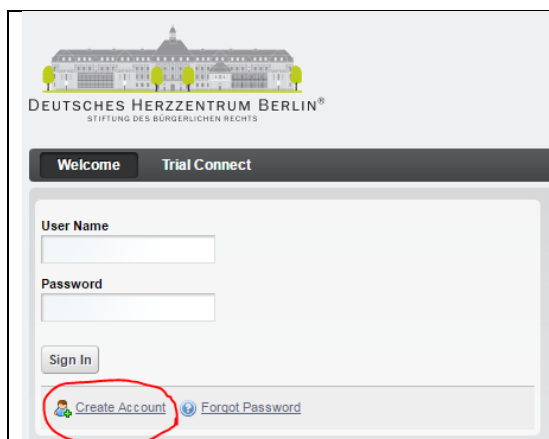 DEUTSCHES HERZZENTRUM BERLIN®
STIFTUNG DES BÜRGERLICHEN RECHTS
Welcome Trial Connect
User Name
Password
Sign In
Create Account Forgot Password